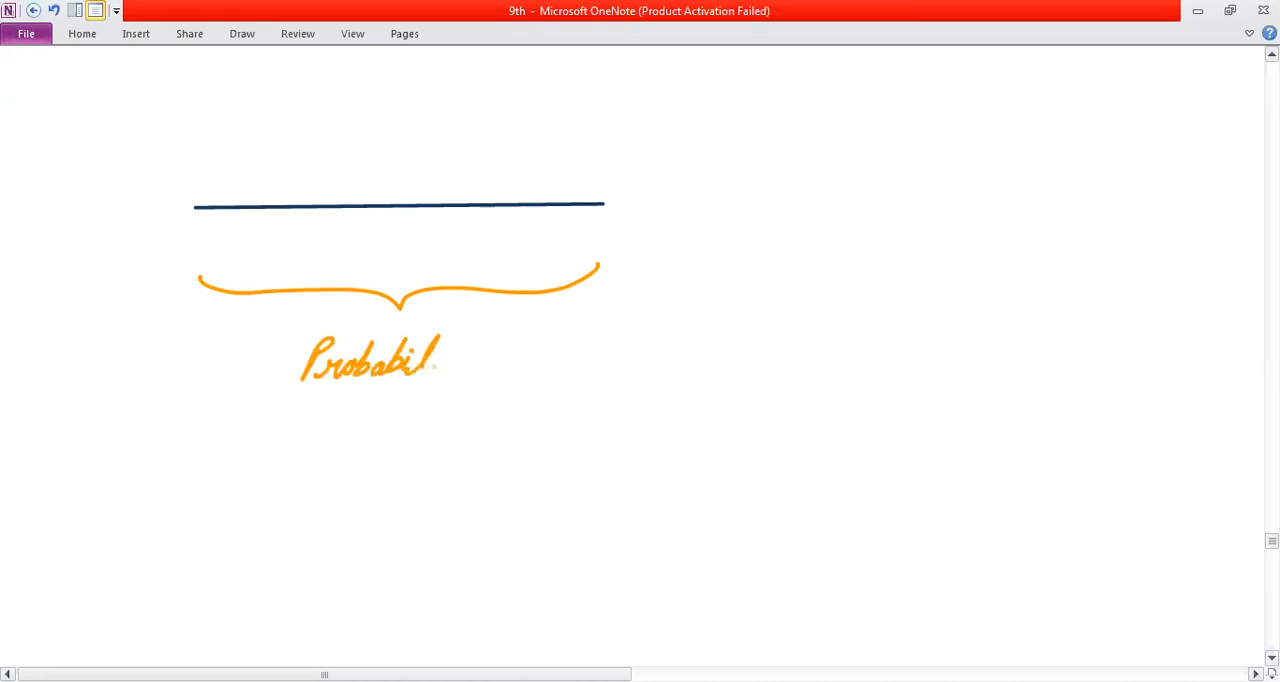 9th - Microsoft OneNote (Product Activation Failed)
File Home Insert Share Draw Review View Pages
Probabil